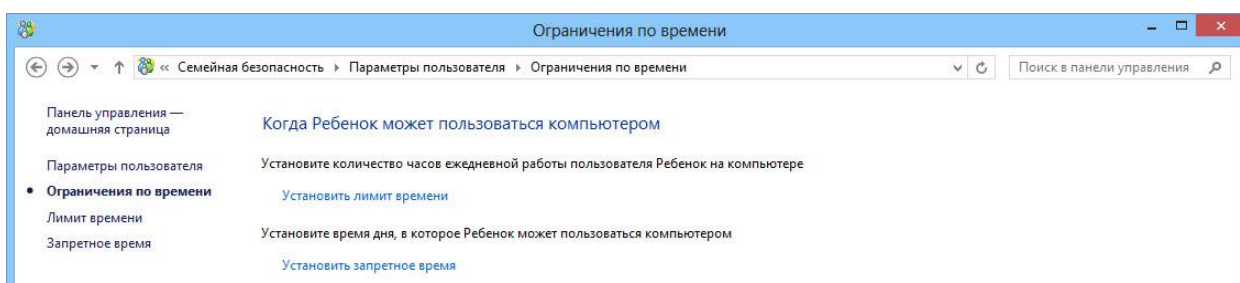 Ограничения по времени
« Семейная безопасность ▸ Параметры пользователя ▸ Ограничения по времени
Поиск в панели управления
Панель управления —
домашняя страница
Параметры пользователя
• Ограничения по времени
Лимит времени
Запретное время
Когда Ребенок может пользоваться компьютером
Установите количество часов ежедневной работы пользователя Ребенок на компьютере
Установить лимит времени
Установите время дня, в которое Ребенок может пользоваться компьютером
Установить запретное время